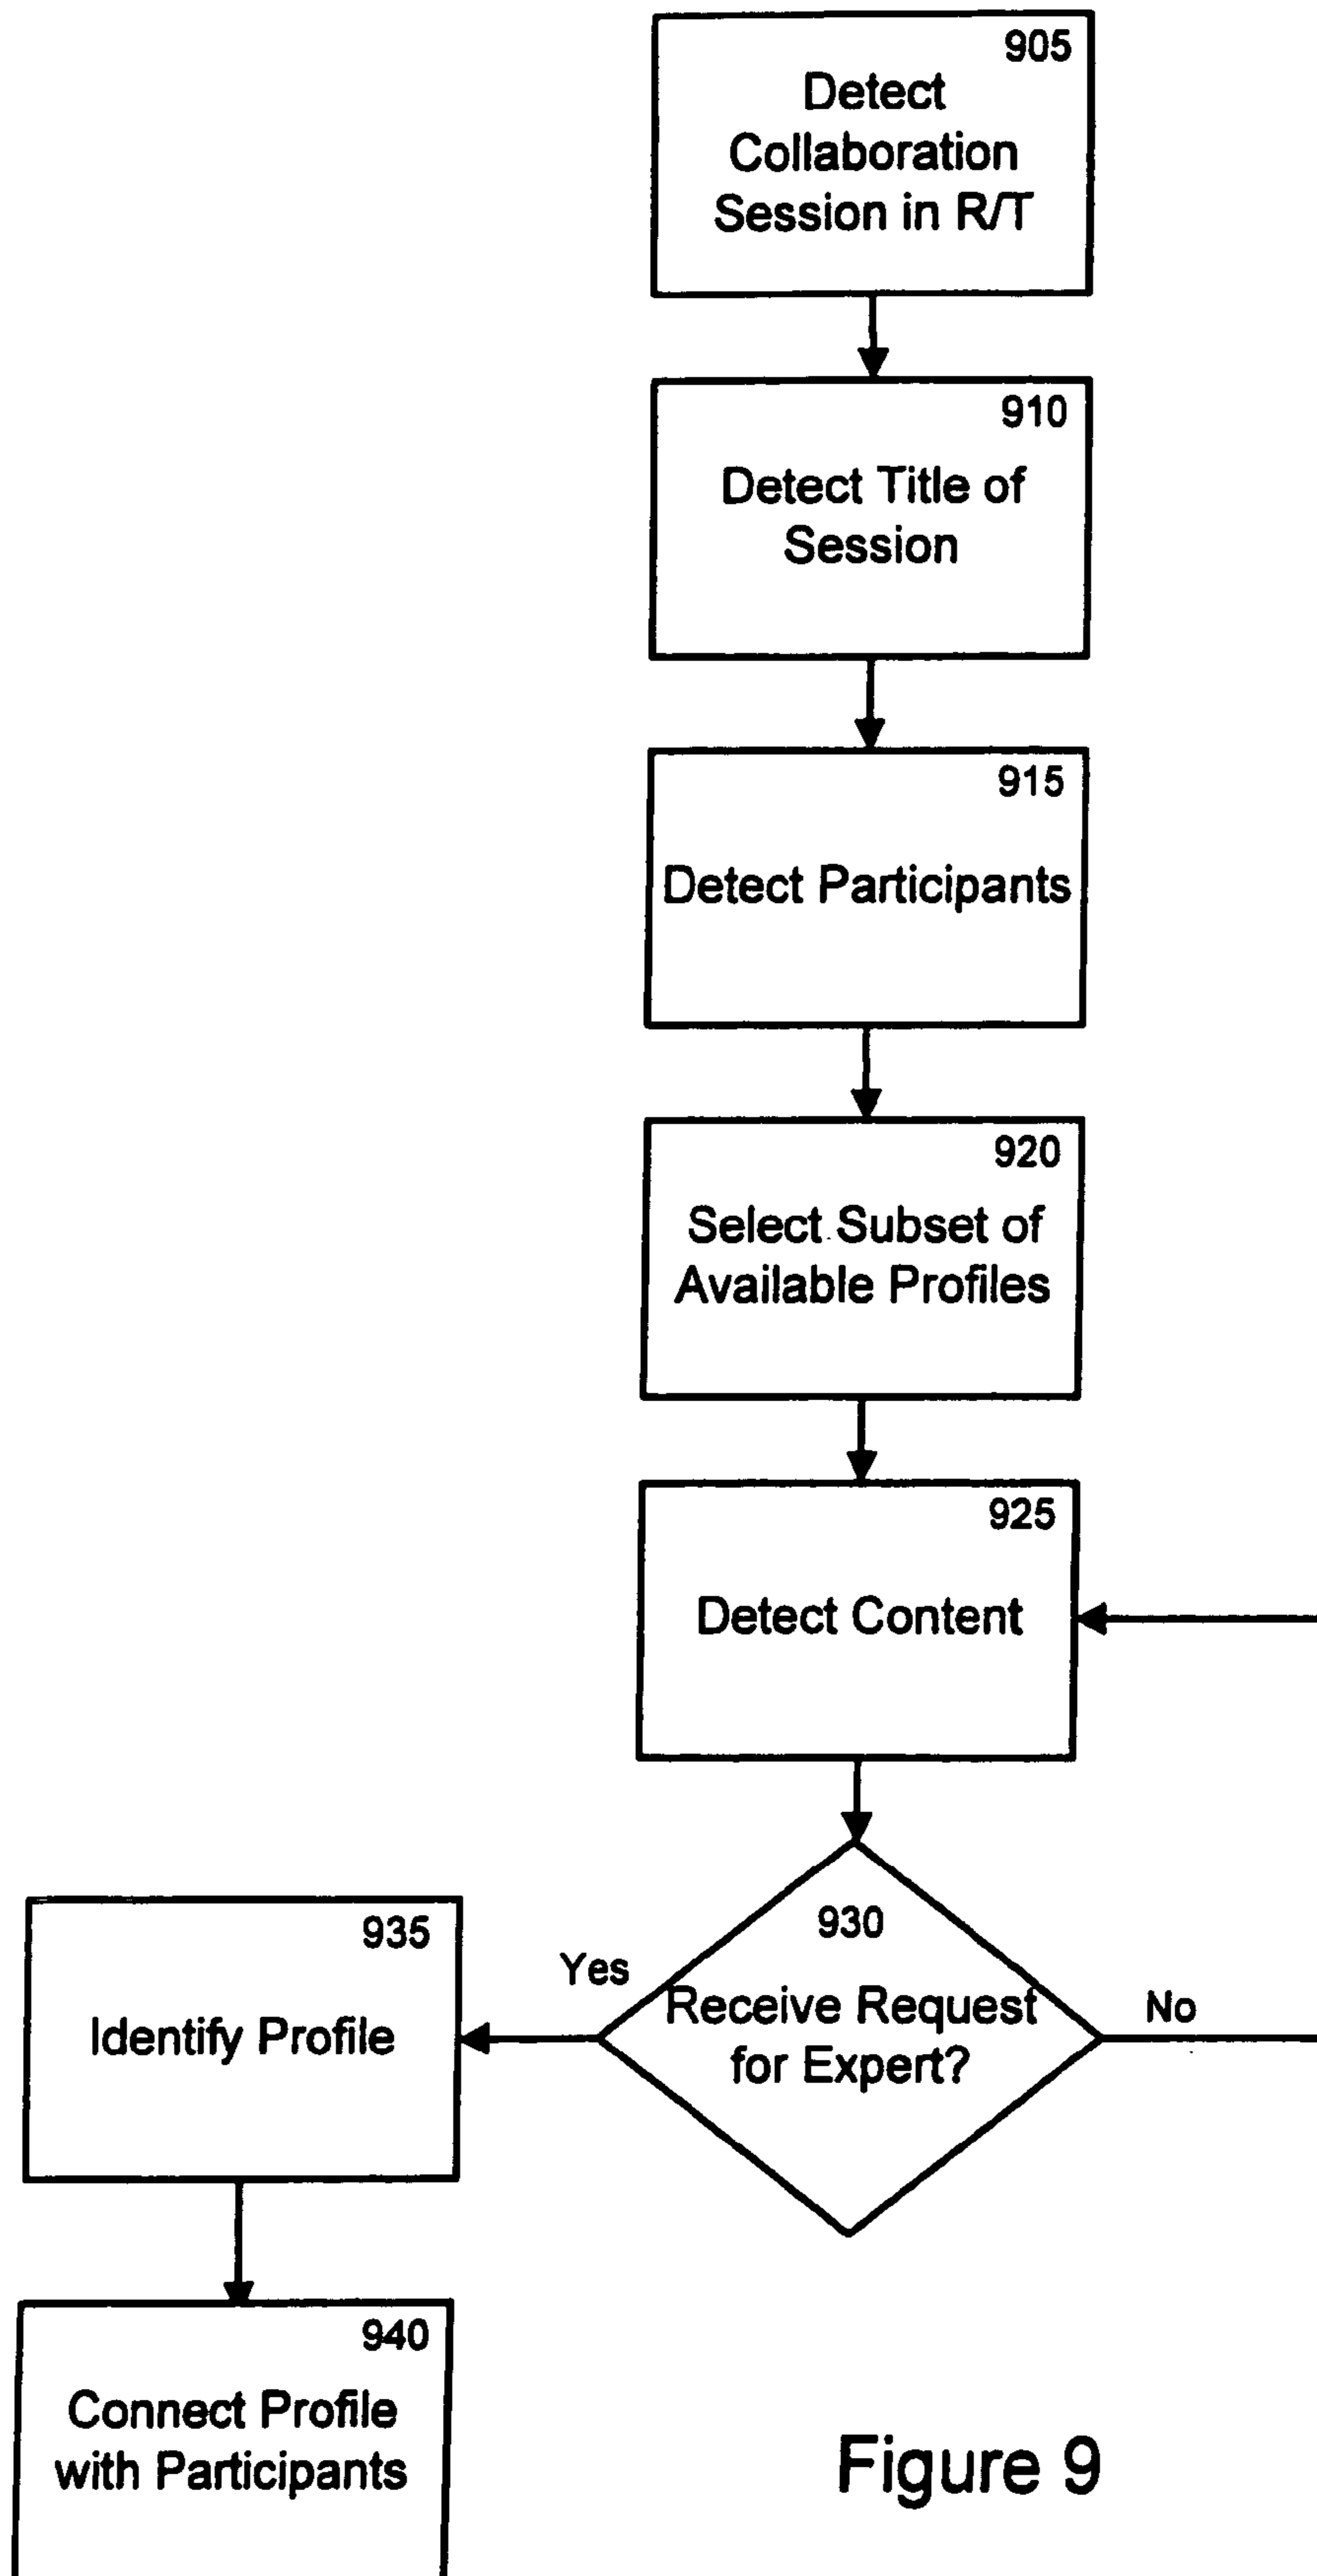 905
Detect
Collaboration
Session in R/T
910
Detect Title of
Session
915
Detect Participants
920
Select Subset of
Available Profiles
925
Detect Content
930
Receive Request
for Expert?
Yes
No
935
Identify Profile
940
Connect Profile
with Participants
Figure 9